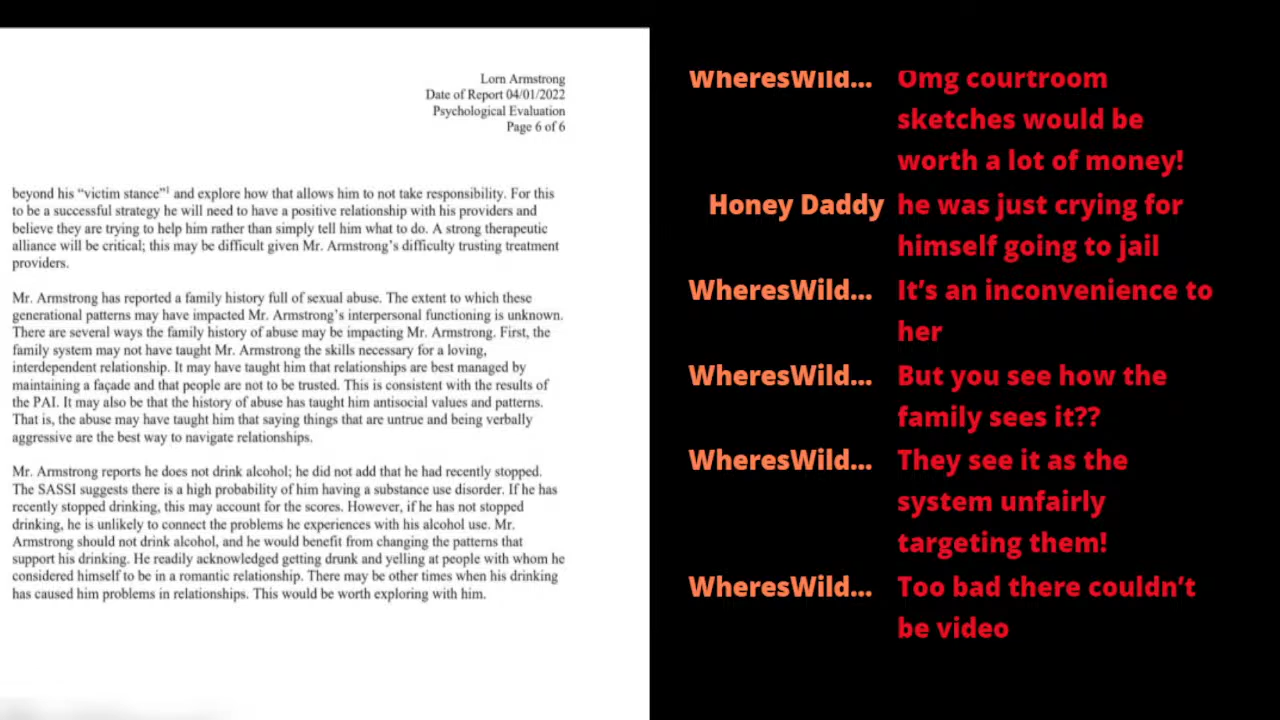 Lorn Armstrong
Date of Report 04/01/2022
Psychological Evaluation
Page 6 of 6
beyond his “victim stance”¹ and explore how that allows him to not take responsibility. For this
to be a successful strategy he will need to have a positive relationship with his providers and
believe they are trying to help him rather than simply tell him what to do. A strong therapeutic
alliance will be critical; this may be difficult given Mr. Armstrong’s difficulty trusting treatment
providers.
Mr. Armstrong has reported a family history full of sexual abuse. The extent to which these
generational patterns may have impacted Mr. Armstrong’s interpersonal functioning is unknown.
There are several ways the family history of abuse may be impacting Mr. Armstrong. First, the
family system may not have taught Mr. Armstrong the skills necessary for a loving,
interdependent relationship. It may have taught him that relationships are best managed by
maintaining a façade and that people are not to be trusted. This is consistent with the results of
the PAI. It may also be that the history of abuse has taught him antisocial values and patterns.
That is, the abuse may have taught him that saying things that are untrue and being verbally
aggressive are the best way to navigate relationships.
Mr. Armstrong reports he does not drink alcohol; he did not add that he had recently stopped.
The SASSI suggests there is a high probability of him having a substance use disorder. If he has
recently stopped drinking, this may account for the scores. However, if he has not stopped
drinking, he is unlikely to connect the problems he experiences with his alcohol use. Mr.
Armstrong should not drink alcohol, and he would benefit from changing the patterns that
support his drinking. He readily acknowledged getting drunk and yelling at people with whom he
considered himself to be in a romantic relationship. There may be other times when his drinking
has caused him problems in relationships. This would be worth exploring with him.
WheresWild... Omg courtroom
sketches would be
worth a lot of money!
Honey Daddy he was just crying for
himself going to jail
WheresWild... It’s an inconvenience to
her
WheresWild... But you see how the
family sees it??
WheresWild... They see it as the
system unfairly
targeting them!
WheresWild... Too bad there couldn’t
be video